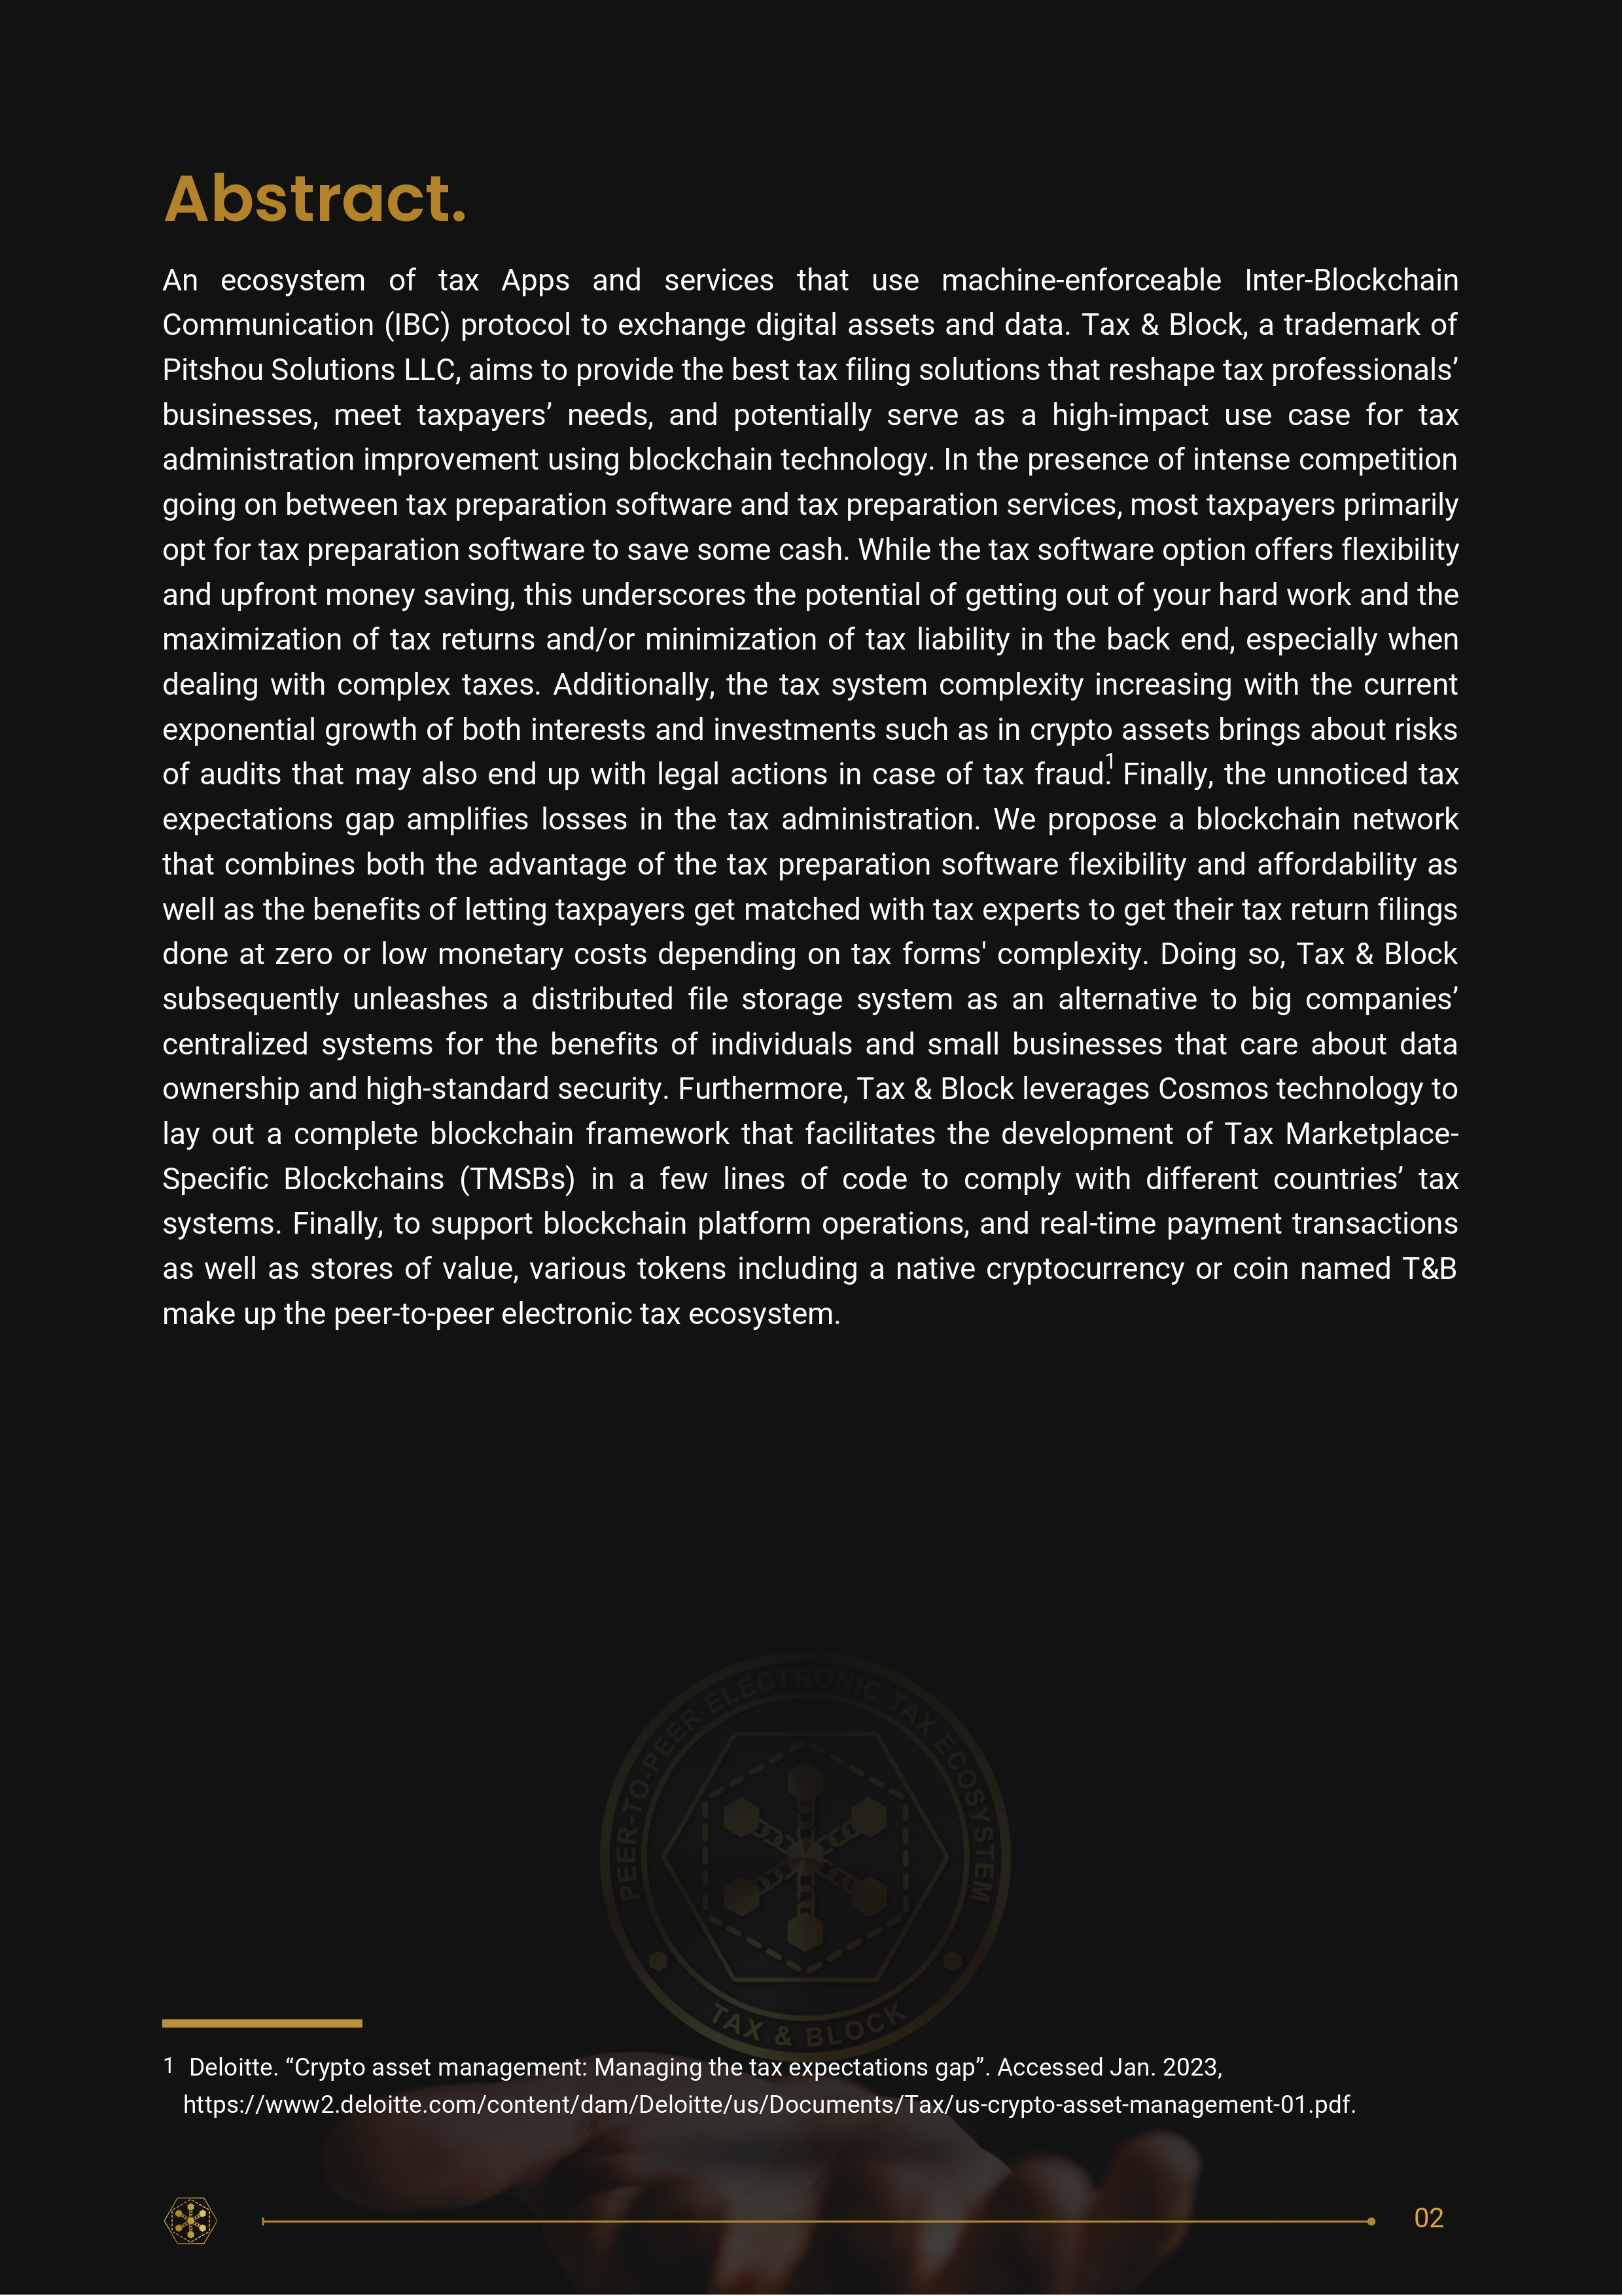 Abstract.
An ecosystem of tax Apps and services that use machine-enforceable Inter-Blockchain
Communication (IBC) protocol to exchange digital assets and data. Tax & Block, a trademark of
Pitshou Solutions LLC, aims to provide the best tax filing solutions that reshape tax professionals’
businesses, meet taxpayers’ needs, and potentially serve as a high-impact use case for tax
administration improvement using blockchain technology. In the presence of intense competition
going on between tax preparation software and tax preparation services, most taxpayers primarily
opt for tax preparation software to save some cash. While the tax software option offers flexibility
and upfront money saving, this underscores the potential of getting out of your hard work and the
maximization of tax returns and/or minimization of tax liability in the back end, especially when
dealing with complex taxes. Additionally, the tax system complexity increasing with the current
exponential growth of both interests and investments such as in crypto assets brings about risks
of audits that may also end up with legal actions in case of tax fraud.1 Finally, the unnoticed tax
expectations gap amplifies losses in the tax administration. We propose a blockchain network
that combines both the advantage of the tax preparation software flexibility and affordability as
well as the benefits of letting taxpayers get matched with tax experts to get their tax return filings
done at zero or low monetary costs depending on tax forms' complexity. Doing so, Tax & Block
subsequently unleashes a distributed file storage system as an alternative to big companies’
centralized systems for the benefits of individuals and small businesses that care about data
ownership and high-standard security. Furthermore, Tax & Block leverages Cosmos technology to
lay out a complete blockchain framework that facilitates the development of Tax Marketplace-
Specific Blockchains (TMSBs) in a few lines of code to comply with different countries’ tax
systems. Finally, to support blockchain platform operations, and real-time payment transactions
as well as stores of value, various tokens including a native cryptocurrency or coin named T&B
make up the peer-to-peer electronic tax ecosystem.
PEER-TO-PEER ELECTRONIC TAX ECOSYSTEM
TAX & BLOCK
1 Deloitte. “Crypto asset management: Managing the tax expectations gap”. Accessed Jan. 2023,
https://www2.deloitte.com/content/dam/Deloitte/us/Documents/Tax/us-crypto-asset-management-01.pdf.
02